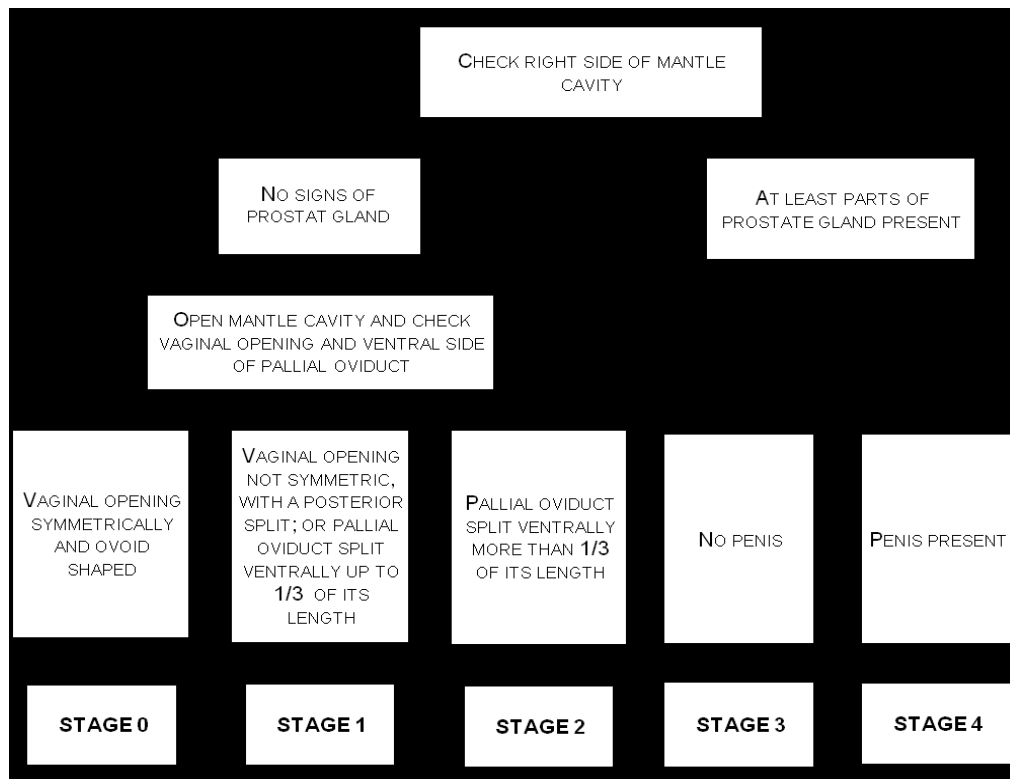 CHECK RIGHT SIDE OF MANTLE
CAVITY
NO SIGNS OF
PROSTAT GLAND
AT LEAST PARTS OF
PROSTATE GLAND PRESENT
OPEN MANTLE CAVITY AND CHECK
VAGINAL OPENING AND VENTRAL SIDE
OF PALLIAL OVIDUCT
VAGINAL OPENING
SYMMETRICALLY
AND OVOID
SHAPED
VAGINAL OPENING
NOT SYMMETRIC,
WITH A POSTERIOR
SPLIT; OR PALLIAL
OVIDUCT SPLIT
VENTRALLY UP TO
1/3 OF ITS
LENGTH
PALLIAL OVIDUCT
SPLIT VENTRALLY
MORE THAN 1/3
OF ITS LENGTH
NO PENIS
PENIS PRESENT
STAGE 0
STAGE 1
STAGE 2
STAGE 3
STAGE 4